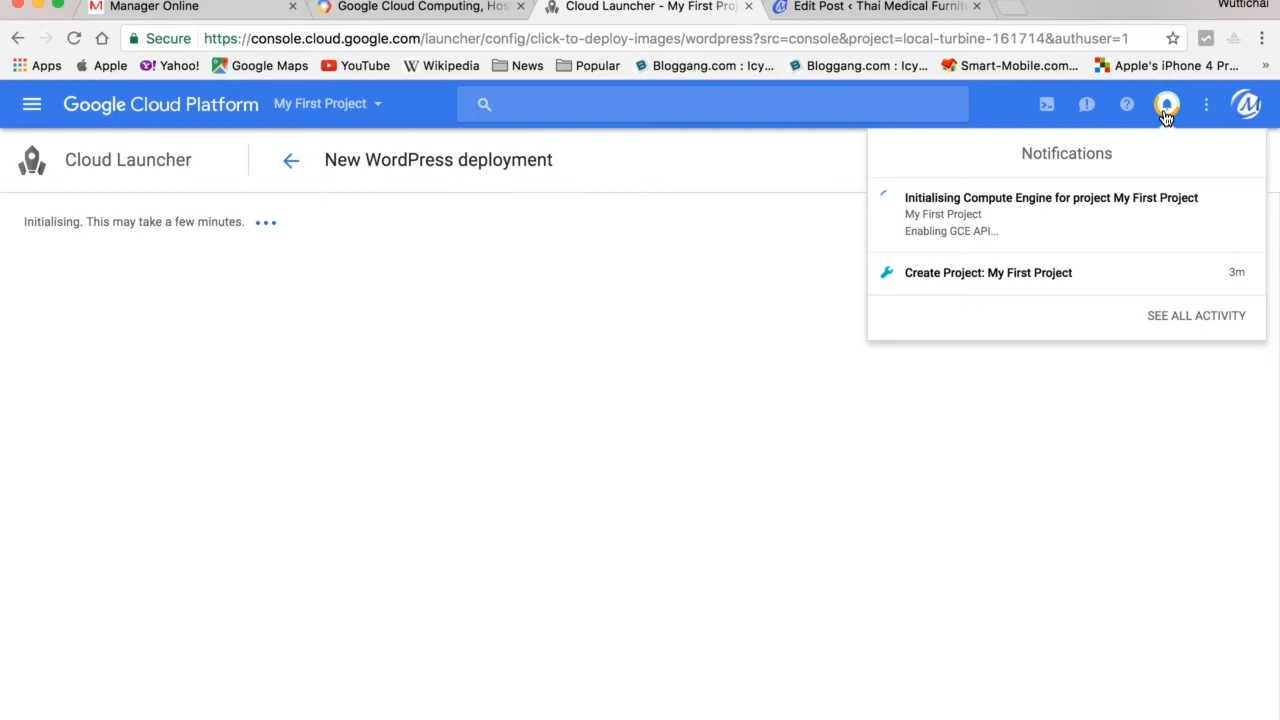 Manager Online
Google Cloud Computing, Hos
Cloud Launcher - My First Proj
Edit Post ‹ Thai Medical Furnit
Wuttichai
Secure
https://console.cloud.google.com/launcher/config/click-to-deploy-images/wordpress?src=console&project=local-turbine-161714&authuser=1
Apps Apple Yahoo! Google Maps YouTube Wikipedia News Popular Bloggang.com : Icy... Bloggang.com : Icy... Smart-Mobile.com... Apple's iPhone 4 Pr... »
Google Cloud Platform My First Project
Cloud Launcher New WordPress deployment
Notifications
Initialising. This may take a few minutes.
Initialising Compute Engine for project My First Project
My First Project
Enabling GCE API...
Create Project: My First Project 3m
SEE ALL ACTIVITY